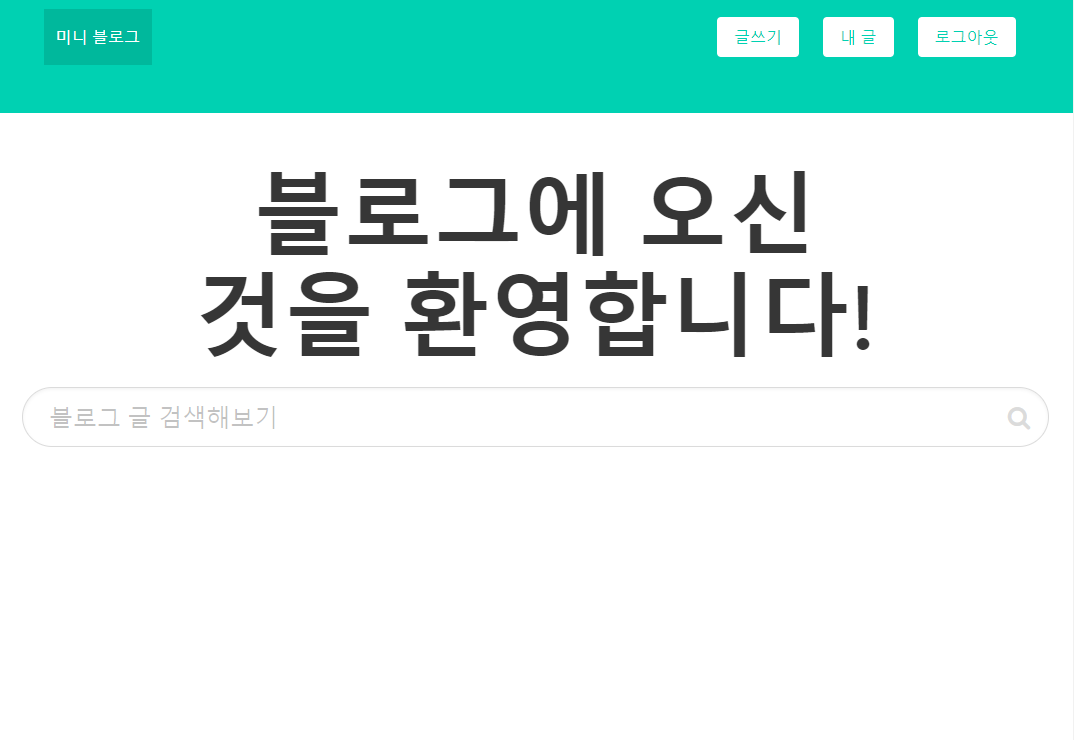 미니 블로그
글쓰기
내 글
로그아웃
블로그에 오신
것을 환영합니다!
블로그 글 검색해보기